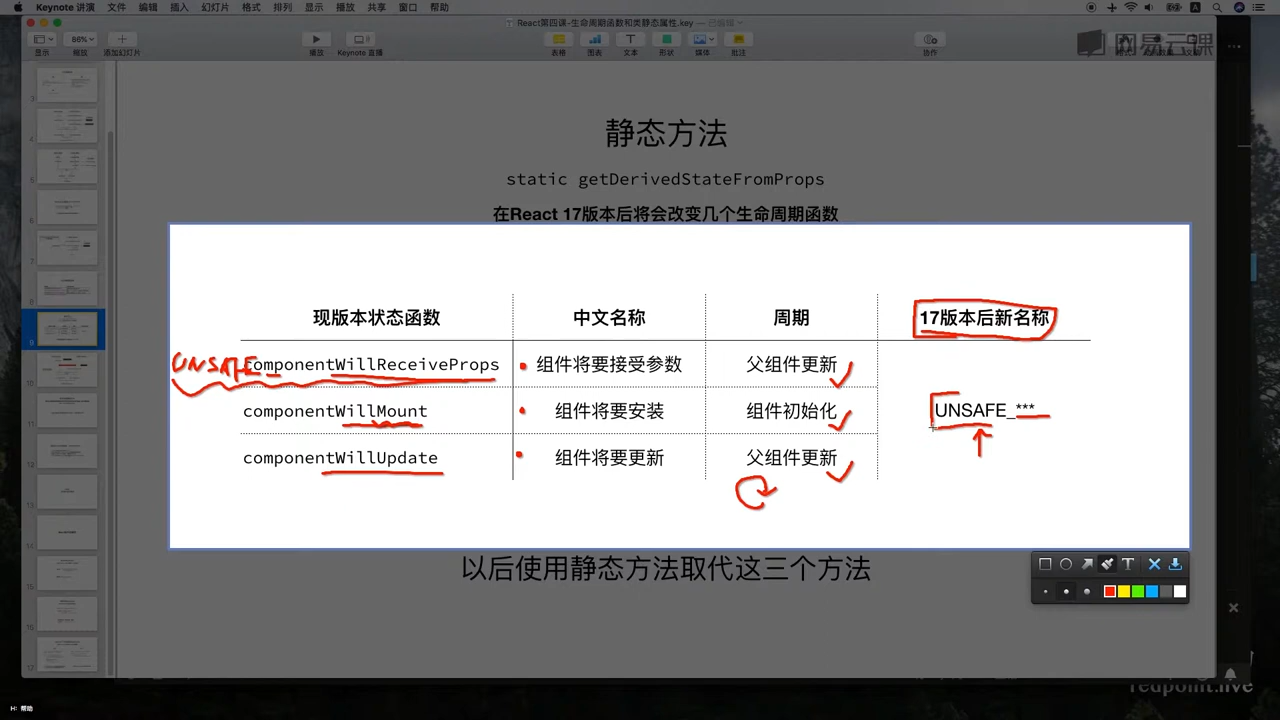 Keynote 讲演 文件 编辑 插入 幻灯片 格式 排列 显示 播放 共享 窗口 帮助
React第四课-生命周期函数和类静态属性.key — 已编辑
66%
显示 缩放 添加幻灯片 播放 Keynote 直播 表格 图表 文本 形状 媒体 批注 协作
网易云课
静态方法
static getDerivedStateFromProps
在React 17版本后将会改变几个生命周期函数
现版本状态函数 中文名称 周期 17版本后新名称
UNSAFE_componentWillReceiveProps 组件将要接受参数 父组件更新
componentWillMount 组件将要安装 组件初始化 UNSAFE_***
componentWillUpdate 组件将要更新 父组件更新
以后使用静态方法取代这三个方法
redpoint.live
H: 帮助